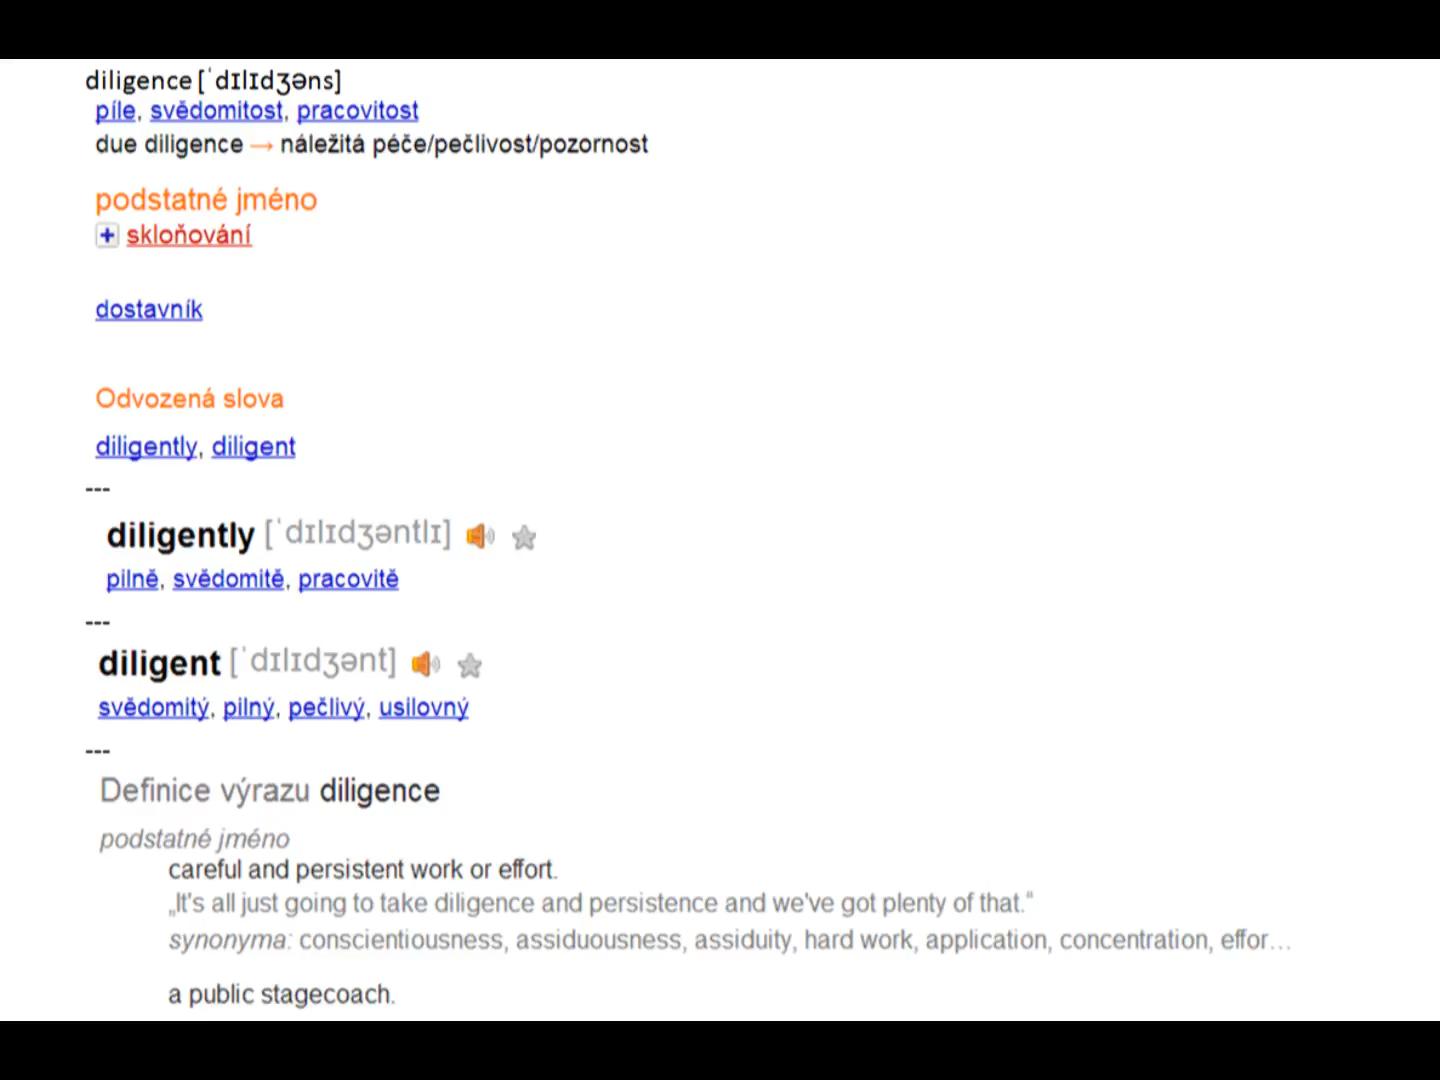 diligence [ˈdɪlɪdʒəns]
píle, svědomitost, pracovitost
due diligence → náležitá péče/pečlivost/pozornost
podstatné jméno
+ skloňování
dostavník
Odvozená slova
diligently, diligent
---
diligently [ˈdɪlɪdʒəntlɪ]
pilně, svědomitě, pracovitě
---
diligent [ˈdɪlɪdʒənt]
svědomitý, pilný, pečlivý, usilovný
---
Definice výrazu diligence
podstatné jméno
careful and persistent work or effort.
„It's all just going to take diligence and persistence and we've got plenty of that.“
synonyma: conscientiousness, assiduousness, assiduity, hard work, application, concentration, effor…
a public stagecoach.